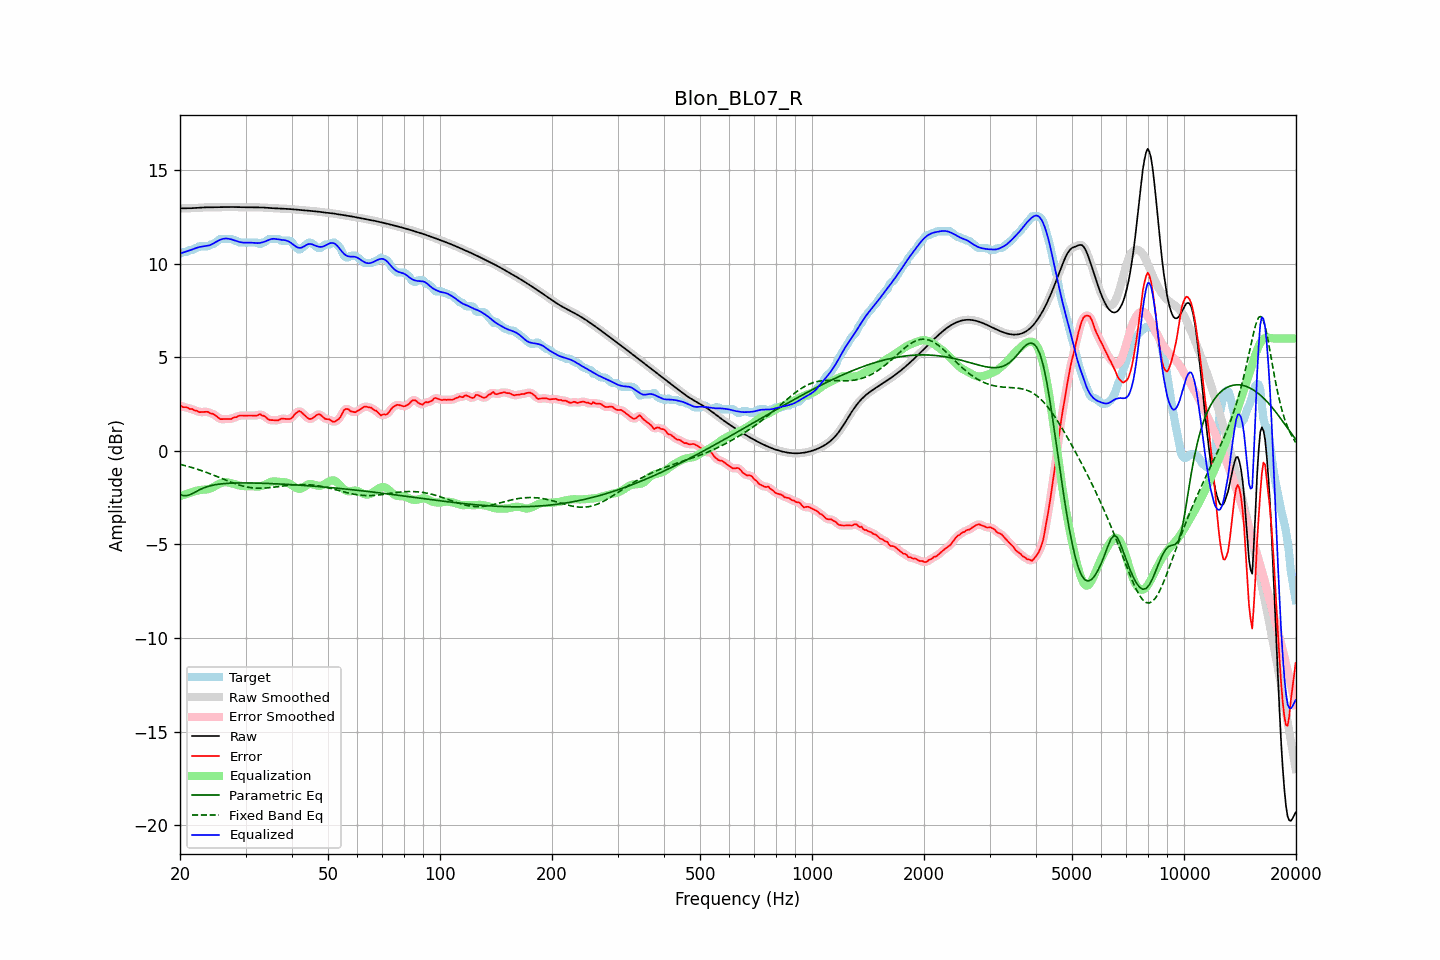 Blon_BL07_R
Amplitude (dBr)
15
10
5
0
−5
−10
−15
−20
Target
Raw Smoothed
Error Smoothed
Raw
Error
Equalization
Parametric Eq
Fixed Band Eq
Equalized
20 50 100 200 500 1000 2000 5000 10000 20000
Frequency (Hz)